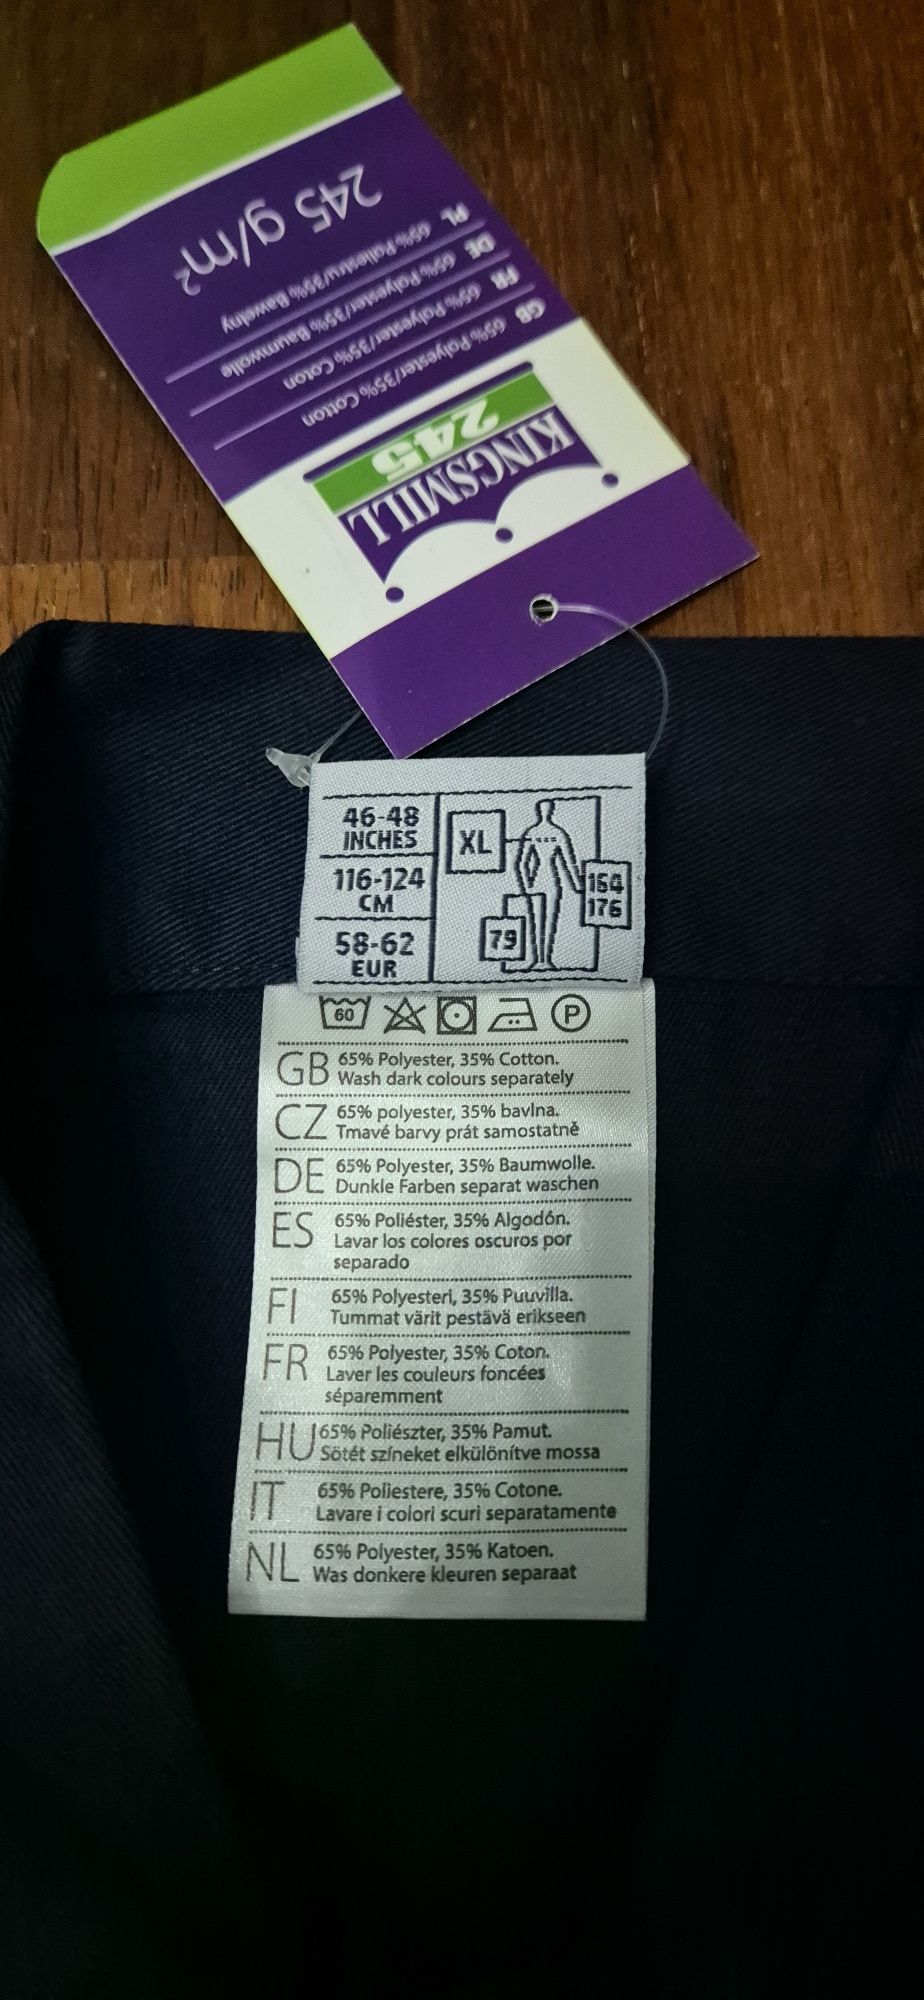 245 g/m²
PL 65% Poliestru/35% Bawełny
DE 65% Polyester/35% Baumwolle
FR 65% Polyester/35% Coton
GB 65% Polyester/35% Cotton
245
KINGSMILL
46-48
INCHES
116-124
CM
58-62
EUR
XL
164
176
79
60
P
GB 65% Polyester, 35% Cotton.
Wash dark colours separately
CZ 65% polyester, 35% bavlna.
Tmavé barvy prát samostatně
DE 65% Polyester, 35% Baumwolle.
Dunkle Farben separat waschen
ES 65% Poliéster, 35% Algodón.
Lavar los colores oscuros por
separado
FI 65% Polyesteri, 35% Puuvilla.
Tummat värit pestävä erikseen
FR 65% Polyester, 35% Coton.
Laver les couleurs foncées
séparemment
HU 65% Poliészter, 35% Pamut.
Sötét színeket elkülönítve mossa
IT 65% Poliestere, 35% Cotone.
Lavare i colori scuri separatamente
NL 65% Polyester, 35% Katoen.
Was donkere kleuren separaat